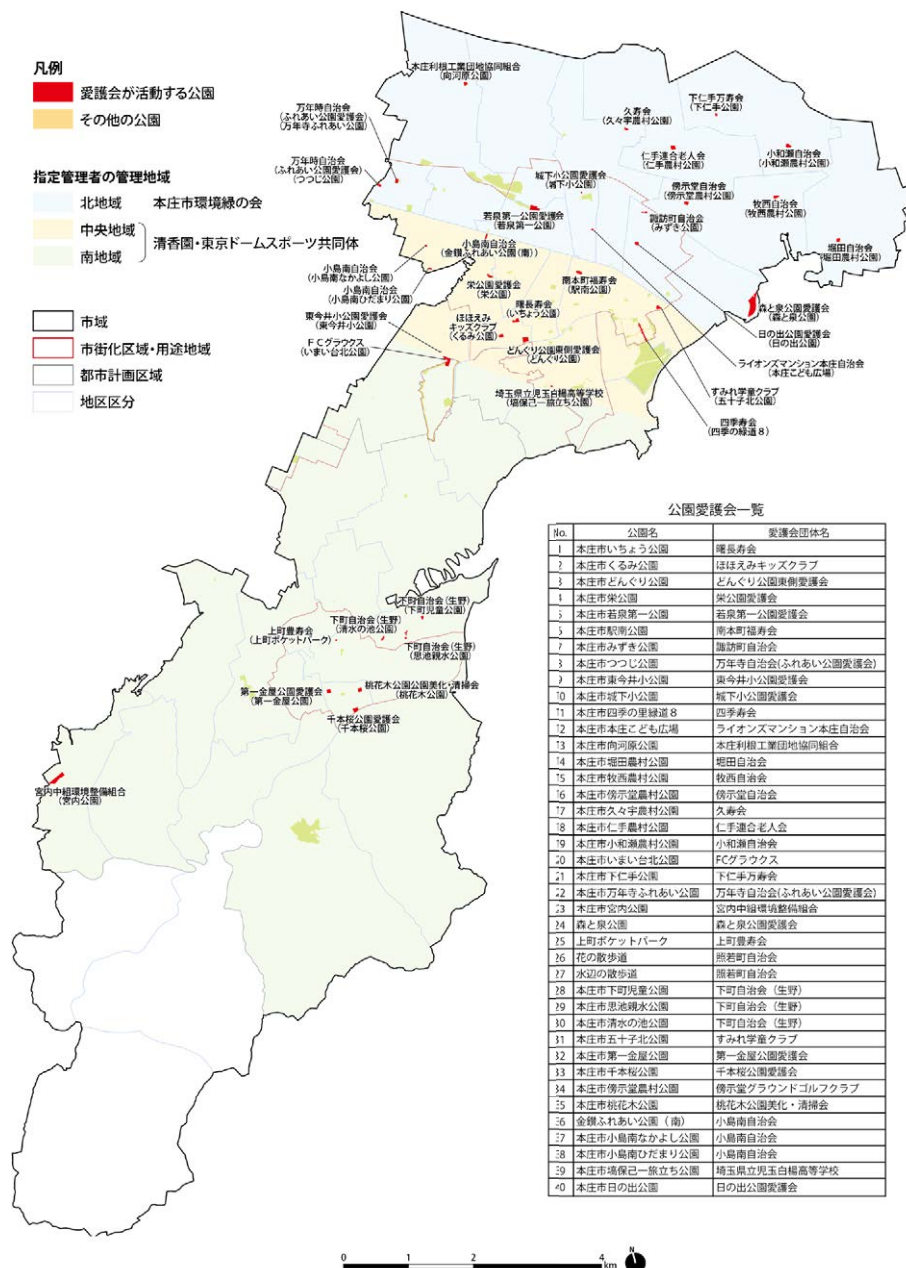 凡例
愛護会が活動する公園
その他の公園
指定管理者の管理地域
北地域 本庄市環境緑の会
中央地域
南地域
清香園・東京ドームスポーツ共同体
市域
市街化区域・用途地域
都市計画区域
地区区分
本庄利根工業団地協同組合
(向河原公園)
万年時自治会
(ふれあい公園愛護会)
(万年寺ふれあい公園)
万年時自治会
(ふれあい公園愛護会)
(つつじ公園)
久寿会
(久々宇農村公園)
下仁手万寿会
(下仁手公園)
仁手連合老人会
(仁手農村公園)
小和瀬自治会
(小和瀬農村公園)
城下小公園愛護会
(城下小公園)
傍示堂自治会
(傍示堂農村公園)
牧西自治会
(牧西農村公園)
若泉第一公園愛護会
(若泉第一公園)
諏訪町自治会
(みずき公園)
堀田自治会
(堀田農村公園)
小島南自治会
(金鑚ふれあい公園(南))
小島南自治会
(小島南なかよし公園)
小島南自治会
(小島南ひだまり公園)
栄公園愛護会
(栄公園)
南本町福寿会
(駅南公園)
森と泉公園愛護会
(森と泉公園)
東今井小公園愛護会
(東今井小公園)
曙長寿会
(いちょう公園)
ほほえみ
キッズクラブ
(くるみ公園)
日の出公園愛護会
(日の出公園)
FCグラウクス
(いまい台北公園)
どんぐり公園東側愛護会
(どんぐり公園)
ライオンズマンション本庄自治会
(本庄こども広場)
埼玉県立児玉白楊高等学校
(塙保己一旅立ち公園)
すみれ学童クラブ
(五十子北公園)
四季寿会
(四季の緑道8)
下町自治会(生野)
(下町児童公園)
下町自治会(生野)
(清水の池公園)
上町豊寿会
(上町ポケットパーク)
下町自治会(生野)
(思池親水公園)
第一金屋公園愛護会
(第一金屋公園)
桃花木公園公園美化・清掃会
(桃花木公園)
千本桜公園愛護会
(千本桜公園)
宮内中組環境整備組合
(宮内公園)
公園愛護会一覧
No. 公園名 愛護会団体名
1 本庄市いちょう公園 曙長寿会
2 本庄市くるみ公園 ほほえみキッズクラブ
3 本庄市どんぐり公園 どんぐり公園東側愛護会
4 本庄市栄公園 栄公園愛護会
5 本庄市若泉第一公園 若泉第一公園愛護会
6 本庄市駅南公園 南本町福寿会
7 本庄市みずき公園 諏訪町自治会
8 本庄市つつじ公園 万年寺自治会(ふれあい公園愛護会)
9 本庄市東今井小公園 東今井小公園愛護会
10 本庄市城下小公園 城下小公園愛護会
11 本庄市四季の里緑道8 四季寿会
12 本庄市本庄こども広場 ライオンズマンション本庄自治会
13 本庄市向河原公園 本庄利根工業団地協同組合
14 本庄市堀田農村公園 堀田自治会
15 本庄市牧西農村公園 牧西自治会
16 本庄市傍示堂農村公園 傍示堂自治会
17 本庄市久々宇農村公園 久寿会
18 本庄市仁手農村公園 仁手連合老人会
19 本庄市小和瀬農村公園 小和瀬自治会
20 本庄市いまい台北公園 FCグラウクス
21 本庄市下仁手公園 下仁手万寿会
22 本庄市万年寺ふれあい公園 万年寺自治会(ふれあい公園愛護会)
23 本庄市宮内公園 宮内中組環境整備組合
24 森と泉公園 森と泉公園愛護会
25 上町ポケットパーク 上町豊寿会
26 花の散歩道 照若町自治会
27 水辺の散歩道 照若町自治会
28 本庄市下町児童公園 下町自治会（生野）
29 本庄市思池親水公園 下町自治会（生野）
30 本庄市清水の池公園 下町自治会（生野）
31 本庄市五十子北公園 すみれ学童クラブ
32 本庄市第一金屋公園 第一金屋公園愛護会
33 本庄市千本桜公園 千本桜公園愛護会
34 本庄市傍示堂農村公園 傍示堂グラウンドゴルフクラブ
35 本庄市桃花木公園 桃花木公園美化・清掃会
36 金鑚ふれあい公園（南） 小島南自治会
37 本庄市小島南なかよし公園 小島南自治会
38 本庄市小島南ひだまり公園 小島南自治会
39 本庄市塙保己一旅立ち公園 埼玉県立児玉白楊高等学校
40 本庄市日の出公園 日の出公園愛護会
0 1 2 4
km
N